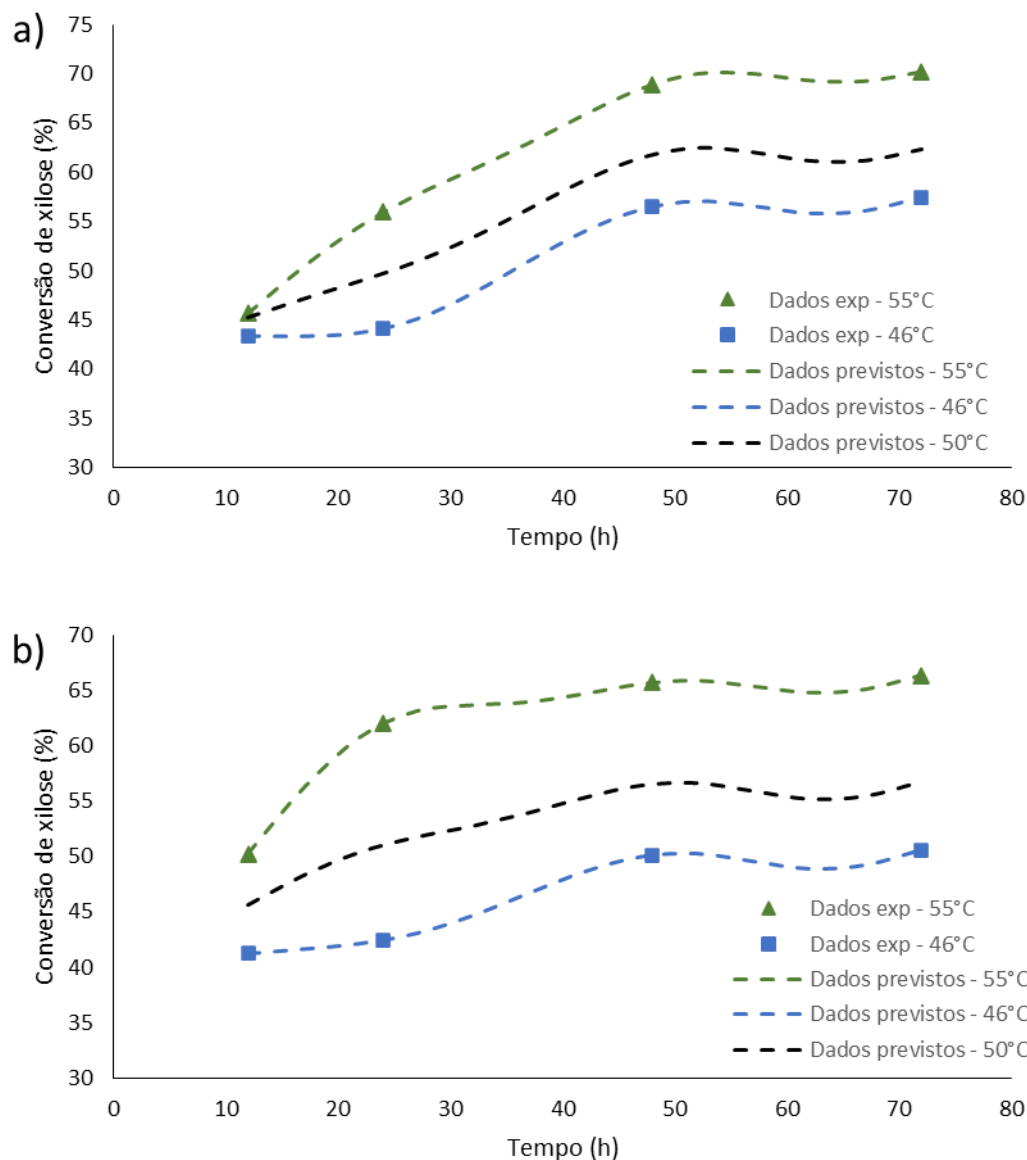 a)
75
70
65
60
55
50
45
40
35
30
Conversão de xilose (%)
0 10 20 30 40 50 60 70 80
Tempo (h)
Dados exp - 55°C
Dados exp - 46°C
Dados previstos - 55°C
Dados previstos - 46°C
Dados previstos - 50°C
b)
70
65
60
55
50
45
40
35
30
Conversão de xilose (%)
0 10 20 30 40 50 60 70 80
Tempo (h)
Dados exp - 55°C
Dados exp - 46°C
Dados previstos - 55°C
Dados previstos - 46°C
Dados previstos - 50°C